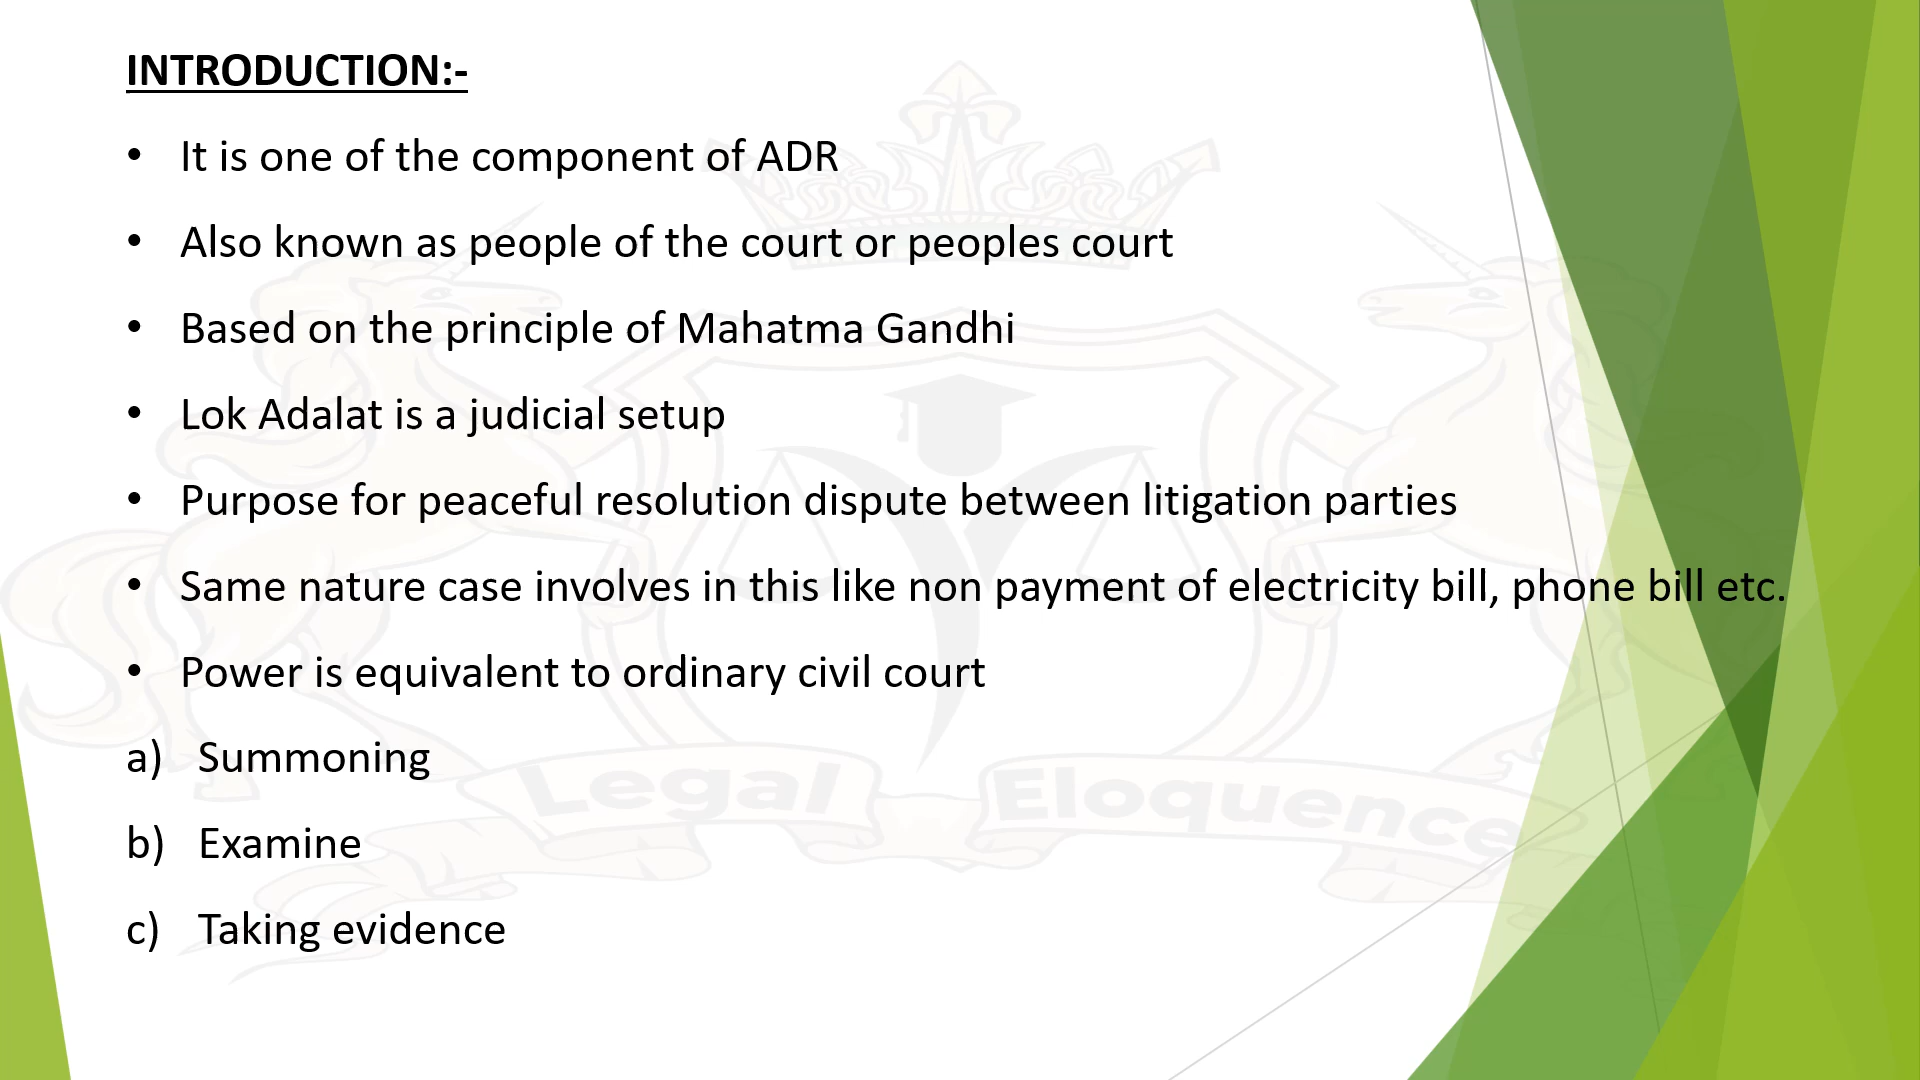 INTRODUCTION:-
• It is one of the component of ADR
• Also known as people of the court or peoples court
• Based on the principle of Mahatma Gandhi
• Lok Adalat is a judicial setup
• Purpose for peaceful resolution dispute between litigation parties
• Same nature case involves in this like non payment of electricity bill, phone bill etc.
• Power is equivalent to ordinary civil court
a) Summoning
b) Examine
c) Taking evidence
Legal Eloquence